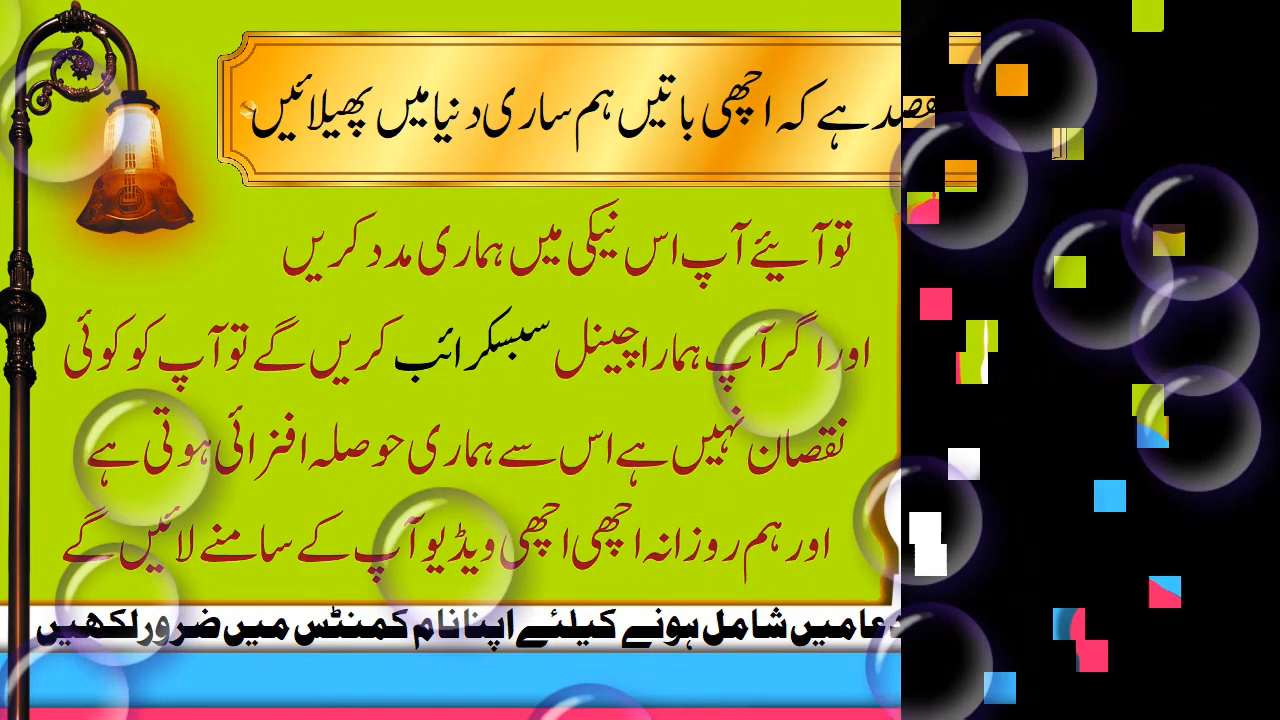 ہے کہ اچھی باتیں ہم ساری دنیا میں پھیلائیں
تو آیئے آپ اس نیکی میں ہماری مدد کریں
اور اگر آپ ہمارا چینل سبسکرائب کریں گے تو آپ کو کوئی
نقصان نہیں ہے اس سے ہماری حوصلہ افزائی ہوتی ہے
اور ہم روزانہ اچھی اچھی ویڈیو آپ کے سامنے لائیں گے
میں شامل ہونے کیلئے اپنا نام کمنٹس میں ضرور لکھیں